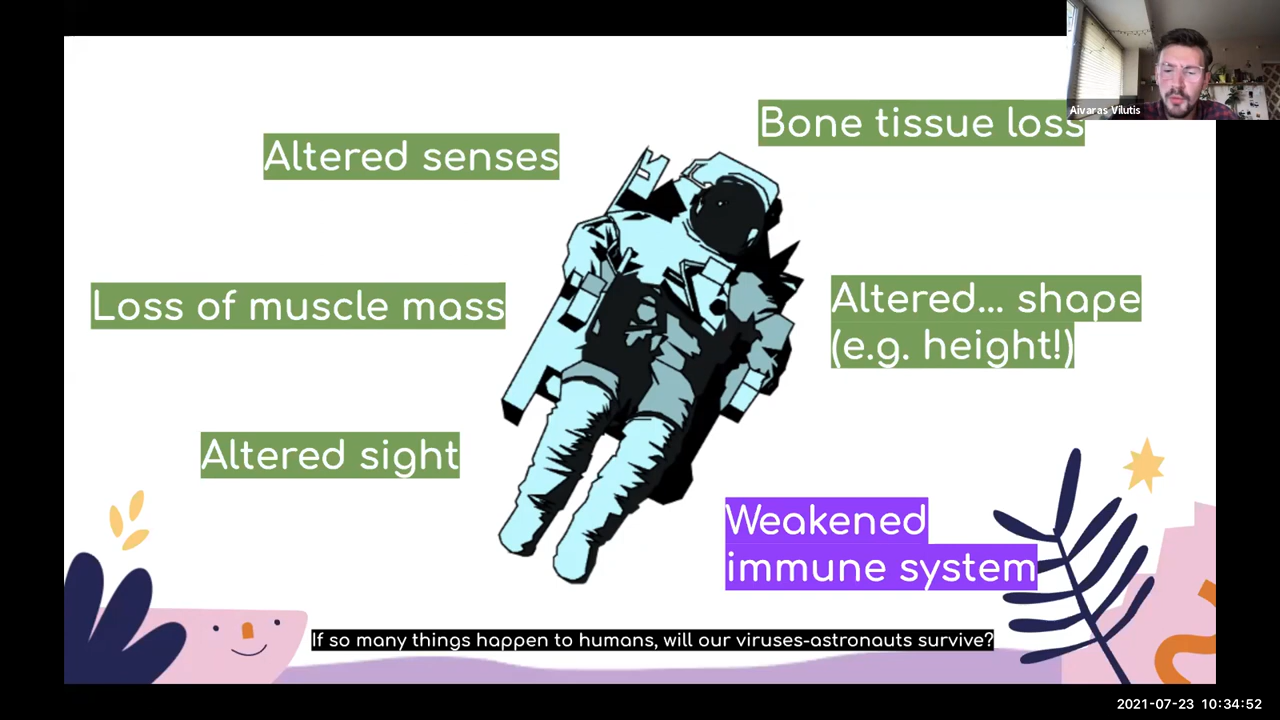 Aivaras Vilutis
Bone tissue loss
Altered senses
Loss of muscle mass
Altered... shape
(e.g. height!)
Altered sight
Weakened
immune system
If so many things happen to humans, will our viruses-astronauts survive?
2021-07-23 10:34:52